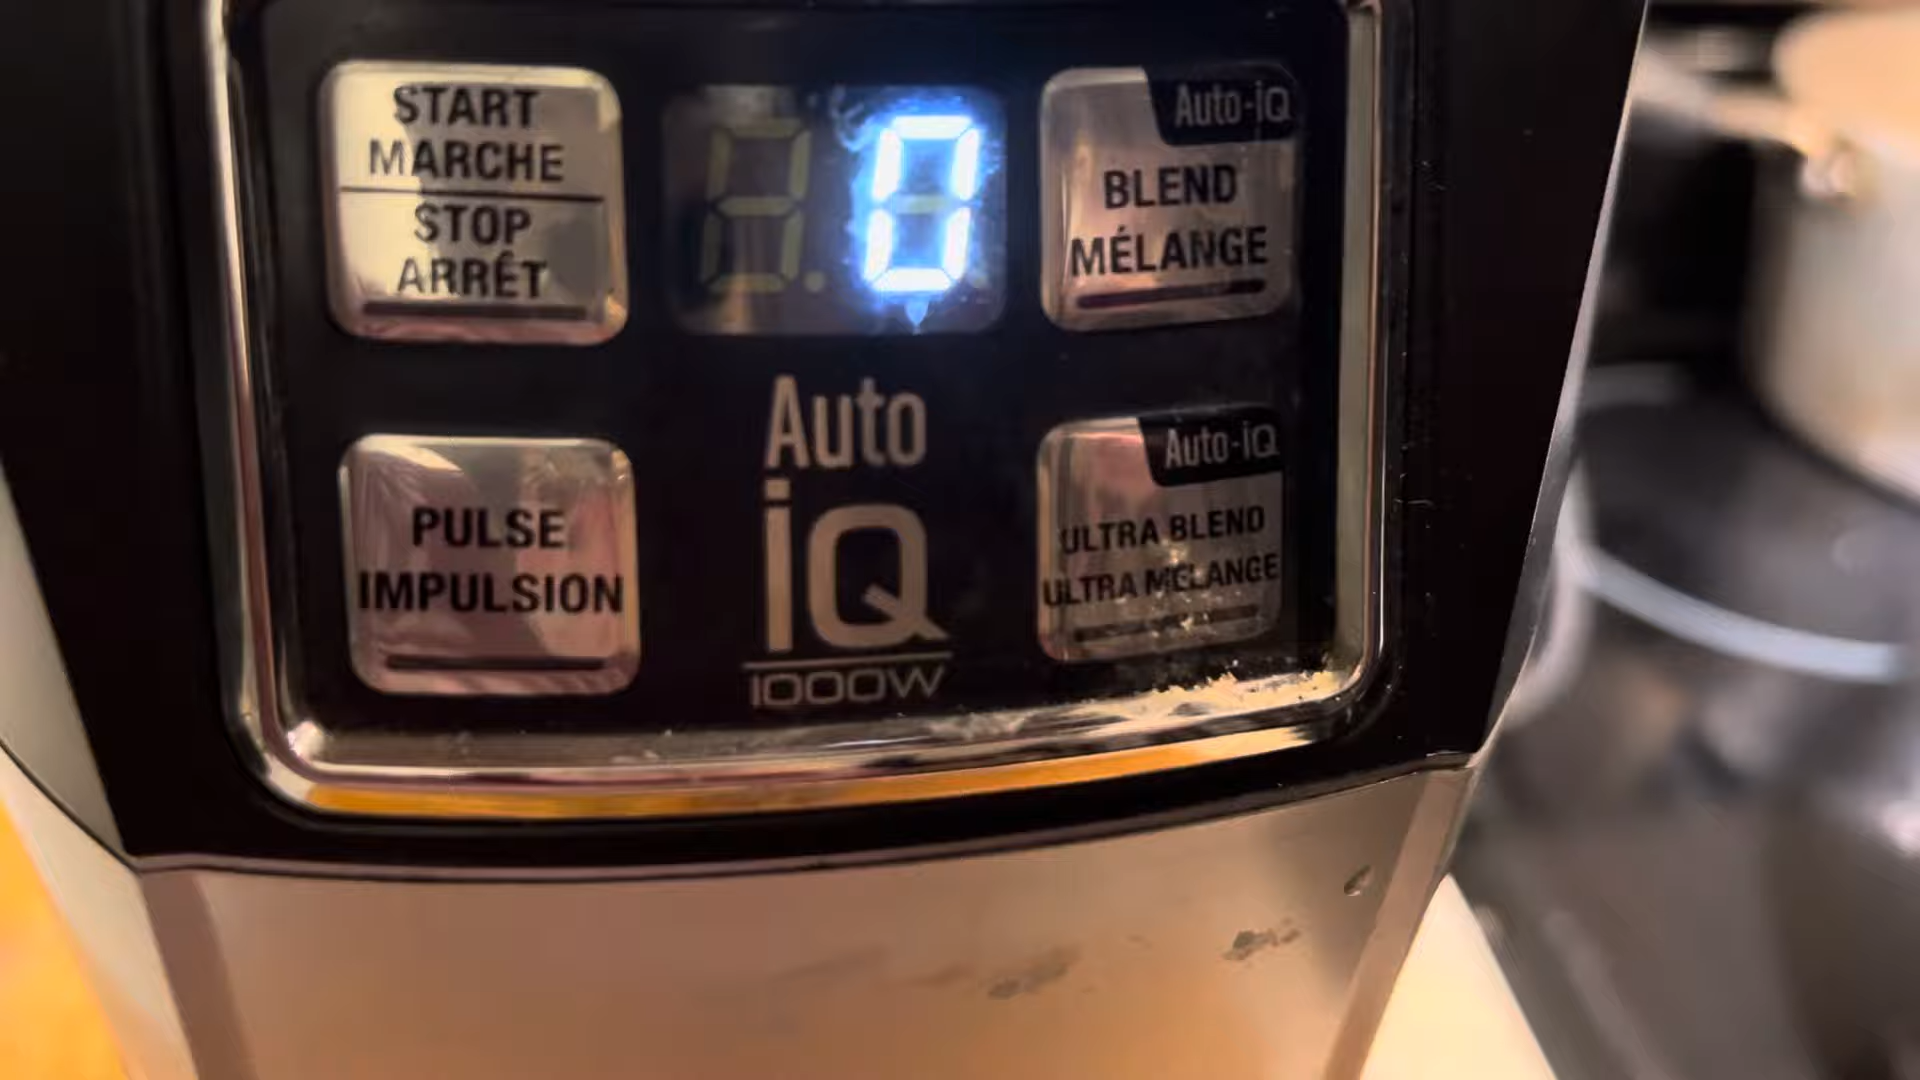 START
MARCHE
STOP
ARRÊT
0
Auto-iQ
BLEND
MÉLANGE
PULSE
IMPULSION
Auto
iQ
1000W
Auto-iQ
ULTRA BLEND
ULTRA MÉLANGE